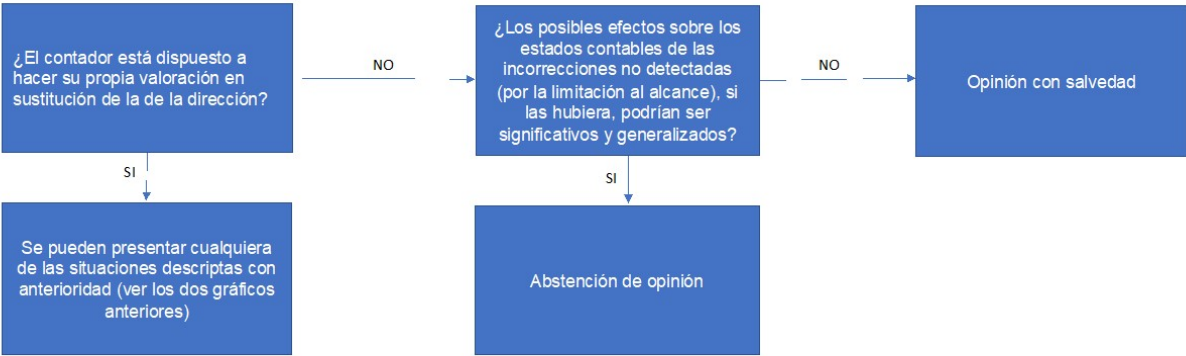 ¿El contador está dispuesto a
hacer su propia valoración en
sustitución de la de la dirección?
NO
¿Los posibles efectos sobre los
estados contables de las
incorrecciones no detectadas
(por la limitación al alcance), si
las hubiera, podrían ser
significativos y generalizados?
NO
Opinión con salvedad
SI
SI
Se pueden presentar cualquiera
de las situaciones descriptas con
anterioridad (ver los dos gráficos
anteriores)
Abstención de opinión